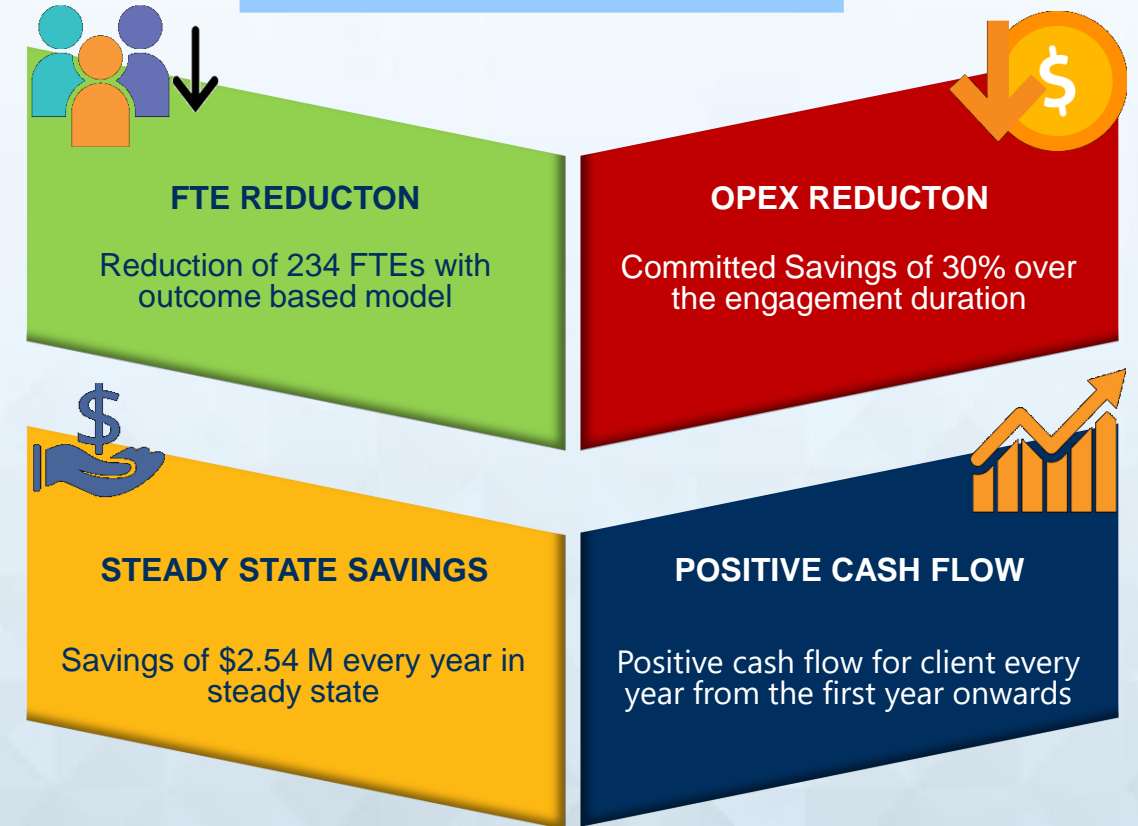 FTE REDUCTON
Reduction of 234 FTEs with
outcome based model
OPEX REDUCTON
Committed Savings of 30% over
the engagement duration
$
$
STEADY STATE SAVINGS
Savings of $2.54 M every year in
steady state
POSITIVE CASH FLOW
Positive cash flow for client every
year from the first year onwards